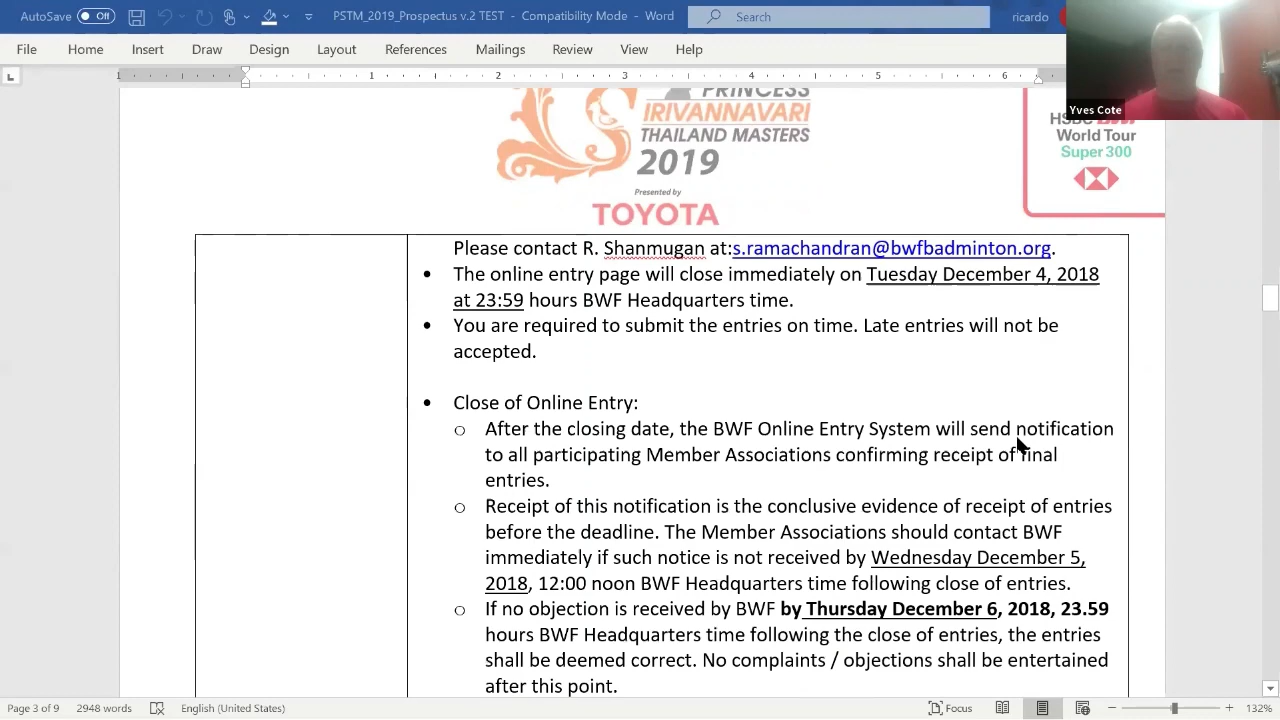 AutoSave Off PSTM_2019_Prospectus v.2 TEST - Compatibility Mode - Word Search ricardo
File Home Insert Draw Design Layout References Mailings Review View Help
1 1 2 3 4 5 6
Yves Cote
PRINCESS
IRIVANNAVARI
THAILAND MASTERS
2019
Presented by
TOYOTA
HSBC BWF
World Tour
Super 300
Please contact R. Shanmugan at:s.ramachandran@bwfbadminton.org.
• The online entry page will close immediately on Tuesday December 4, 2018
at 23:59 hours BWF Headquarters time.
• You are required to submit the entries on time. Late entries will not be
accepted.
• Close of Online Entry:
o After the closing date, the BWF Online Entry System will send notification
to all participating Member Associations confirming receipt of final
entries.
o Receipt of this notification is the conclusive evidence of receipt of entries
before the deadline. The Member Associations should contact BWF
immediately if such notice is not received by Wednesday December 5,
2018, 12:00 noon BWF Headquarters time following close of entries.
o If no objection is received by BWF by Thursday December 6, 2018, 23.59
hours BWF Headquarters time following the close of entries, the entries
shall be deemed correct. No complaints / objections shall be entertained
after this point.
Page 3 of 9 2948 words English (United States) Focus 132%